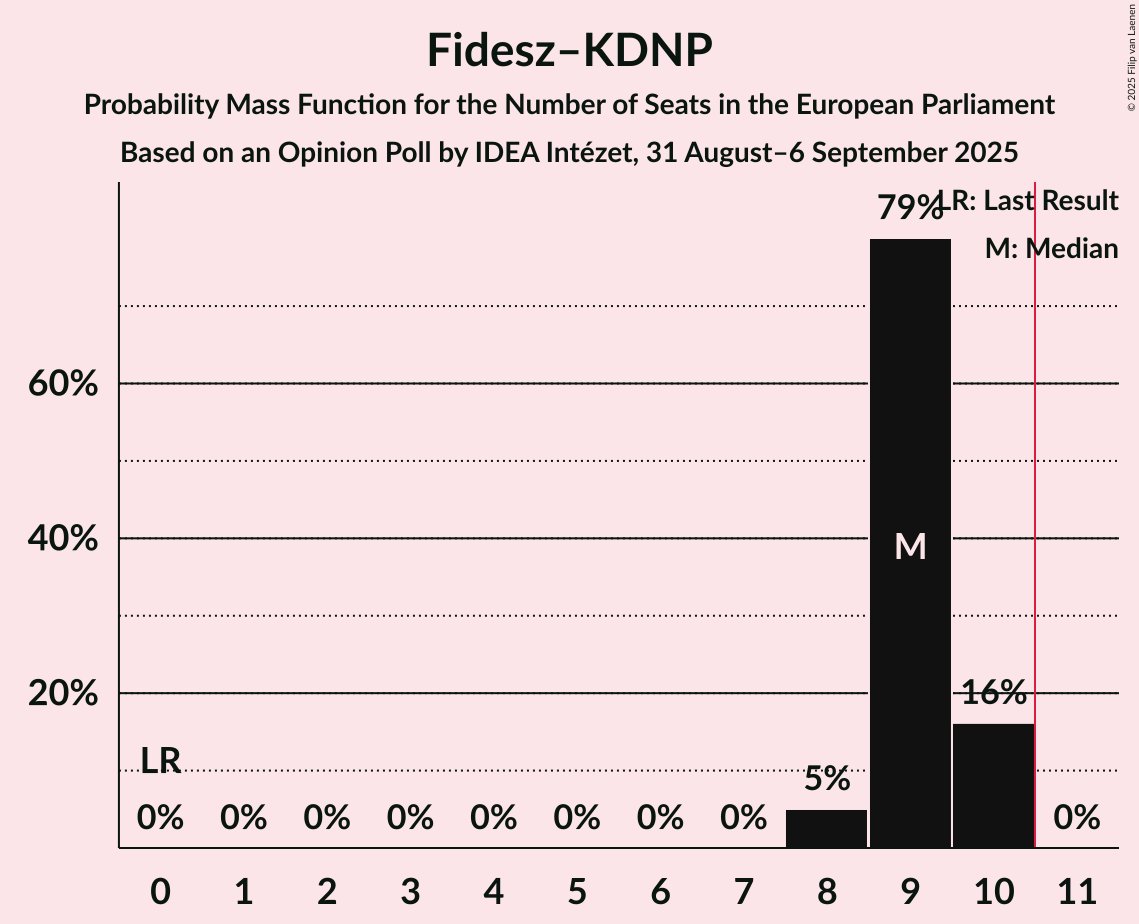 Fidesz–KDNP
Probability Mass Function for the Number of Seats in the European Parliament
Based on an Opinion Poll by IDEA Intézet, 31 August–6 September 2025
© 2025 Filip van Laenen
79%
LR: Last Result
M: Median
60%
40%
M
20%
16%
LR
5%
0% 0% 0% 0% 0% 0% 0% 0% 0%
0 1 2 3 4 5 6 7 8 9 10 11